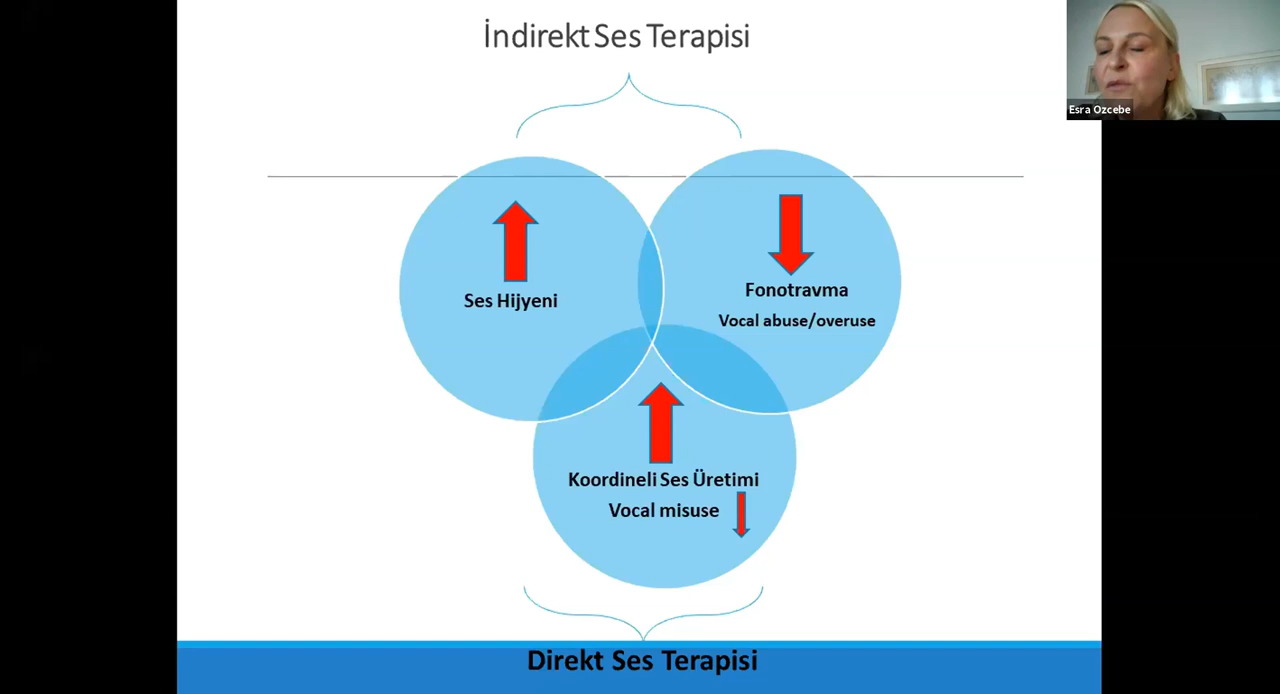 İndirekt Ses Terapisi
Esra Ozcebe
Ses Hijyeni
Fonotravma
Vocal abuse/overuse
Koordineli Ses Üretimi
Vocal misuse
Direkt Ses Terapisi